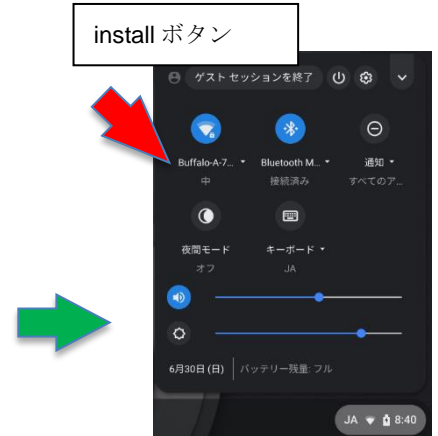 install ボタン
ゲスト セッションを終了
Buffalo-A-7... Bluetooth M... 通知
中 接続済み すべてのア...
夜間モード キーボード
オフ JA
6月30日 (日) バッテリー残量: フル
JA 8:40